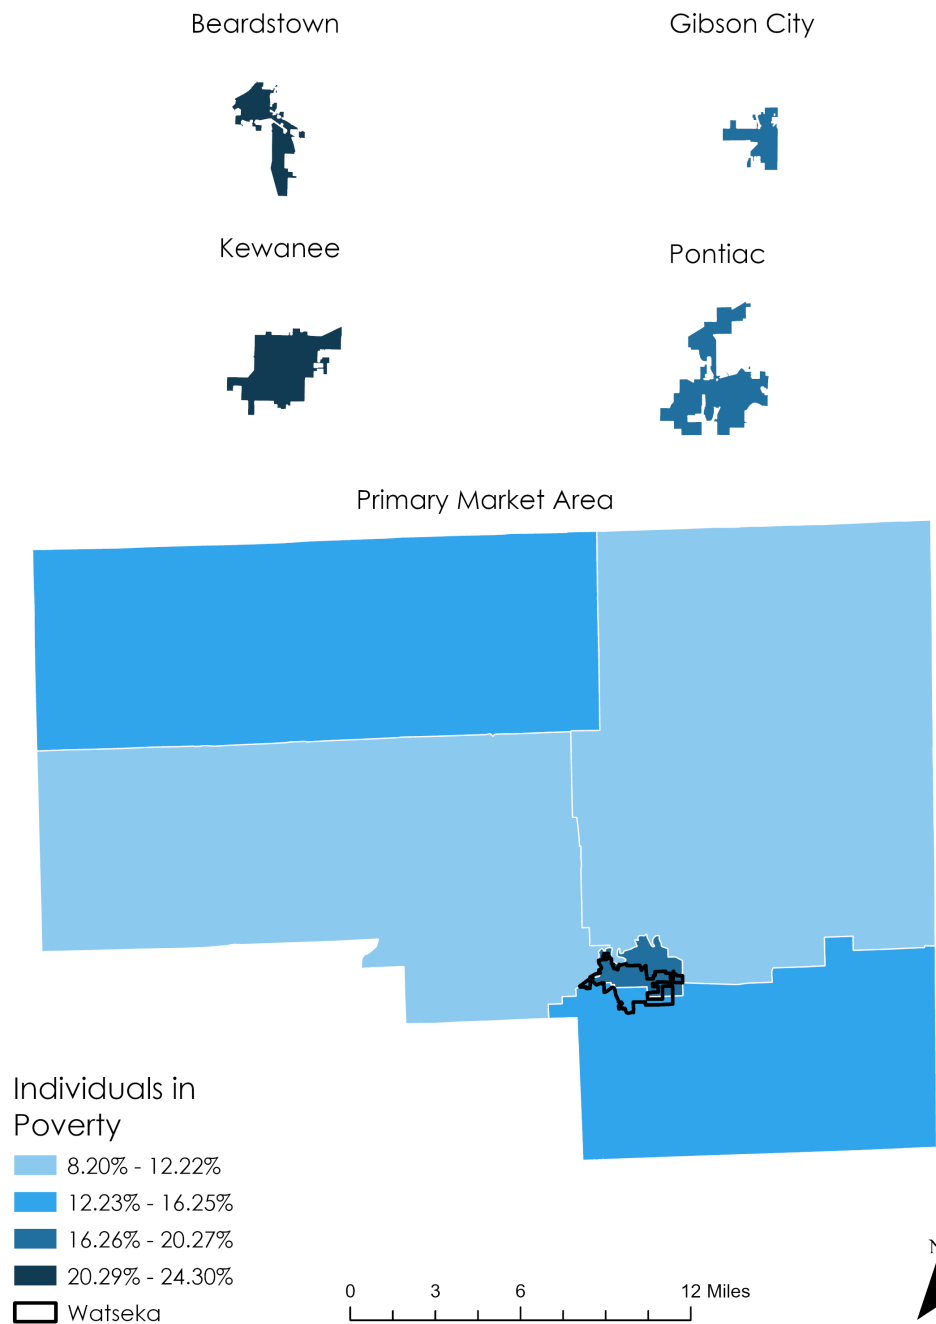 Beardstown
Gibson City
Kewanee
Pontiac
Primary Market Area
Individuals in
Poverty
8.20% - 12.22%
12.23% - 16.25%
16.26% - 20.27%
20.29% - 24.30%
Watseka
0 3 6 12 Miles